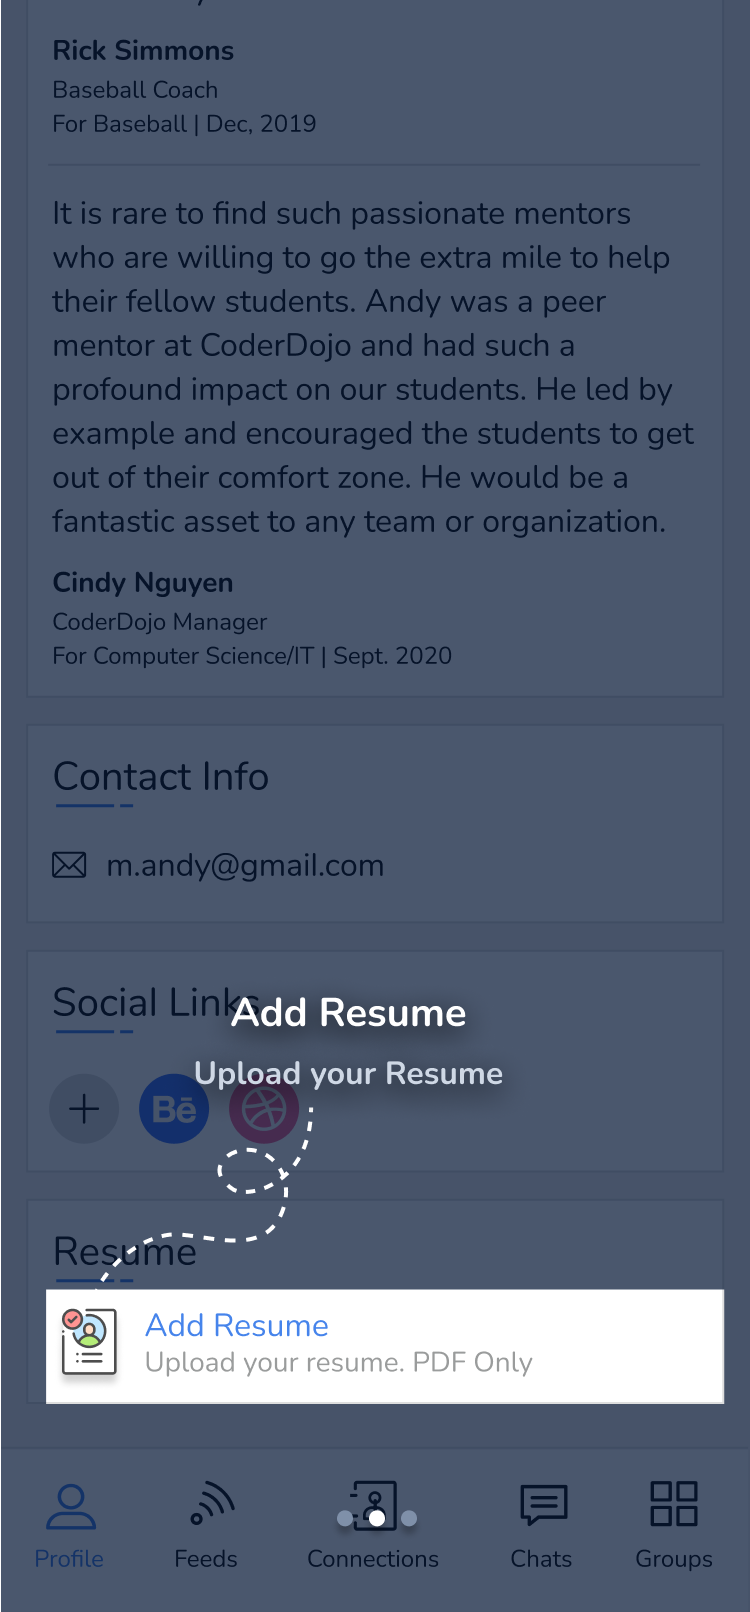 Rick Simmons
Baseball Coach
For Baseball | Dec, 2019
It is rare to find such passionate mentors
who are willing to go the extra mile to help
their fellow students. Andy was a peer
mentor at CoderDojo and had such a
profound impact on our students. He led by
example and encouraged the students to get
out of their comfort zone. He would be a
fantastic asset to any team or organization.
Cindy Nguyen
CoderDojo Manager
For Computer Science/IT | Sept. 2020
Contact Info
m.andy@gmail.com
Social Links
Add Resume
Upload your Resume
Bē
Resume
Add Resume
Upload your resume. PDF Only
Profile
Feeds
Connections
Chats
Groups